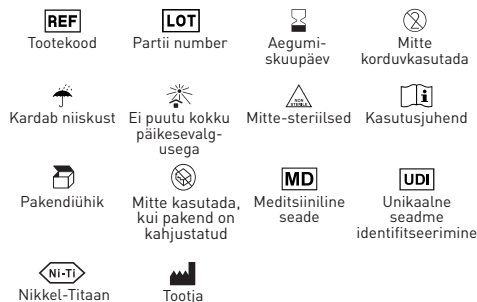 REF
Tootekood
LOT
Partii number
Aegumi-
skuupäev
2
Mitte
korduvkasutada
Kardab niiskust
Ei puutu kokku
päikesevalg-
usega
NON
STERILE
Mitte-steriilsed
i
Kasutusjuhend
Pakendiühik
Mitte kasutada,
kui pakend on
kahjustatud
MD
Meditsiiniline
seade
UDI
Unikaalne
seadme
identifitseerimine
Ni-Ti
Nikkel-Titaan
Tootja